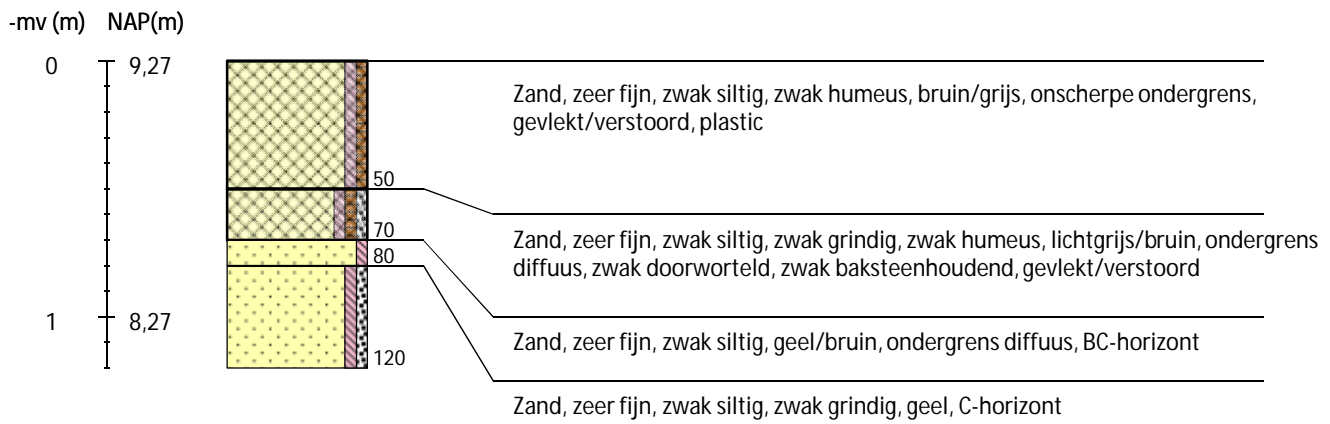 -mv (m) NAP(m)
0 9,27
Zand, zeer fijn, zwak siltig, zwak humeus, bruin/grijs, onscherpe ondergrens,
gevlekt/verstoord, plastic
50
70
Zand, zeer fijn, zwak siltig, zwak grindig, zwak humeus, lichtgrijs/bruin, ondergrens
diffuus, zwak doorworteld, zwak baksteenhoudend, gevlekt/verstoord
80
1 8,27
Zand, zeer fijn, zwak siltig, geel/bruin, ondergrens diffuus, BC-horizont
120
Zand, zeer fijn, zwak siltig, zwak grindig, geel, C-horizont